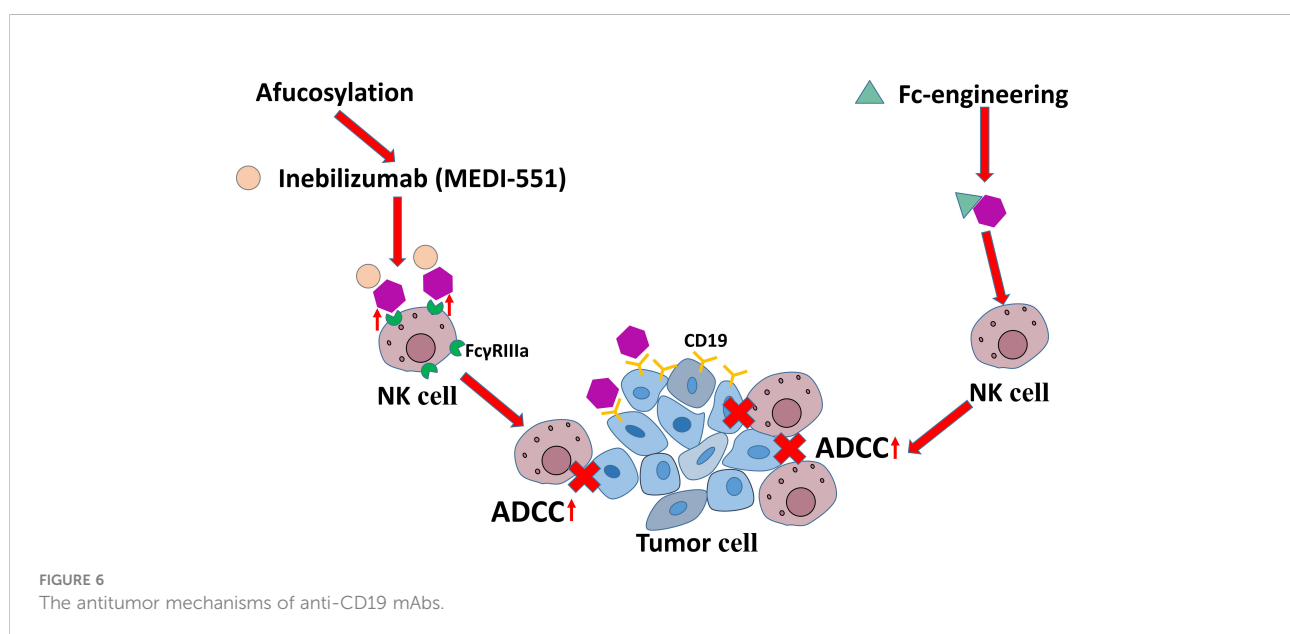 Afucosylation
Fc-engineering
Inebilizumab (MEDI-551)
FcγRIIIa
NK cell
CD19
NK cell
ADCC
ADCC
Tumor cell
FIGURE 6
The antitumor mechanisms of anti-CD19 mAbs.